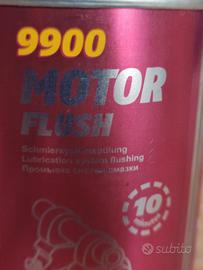 9900
MOTOR
FLUSH
Schmiersystemspülung
Lubrication system flushing
Промывка системы смазки
10
subito